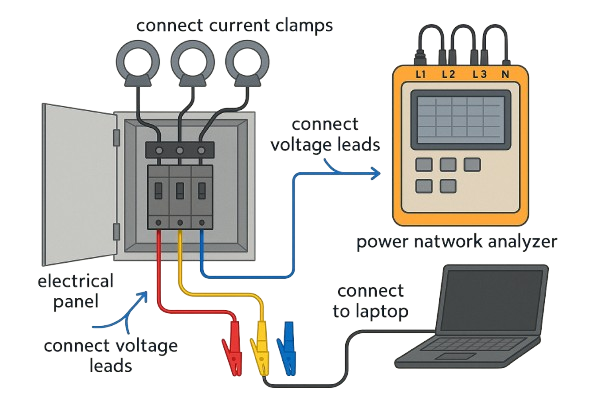 connect current clamps
L1 L2 L3 N
connect
voltage leads
power natwork analyzer
electrical
panel
connect
to laptop
connect voltage
leads